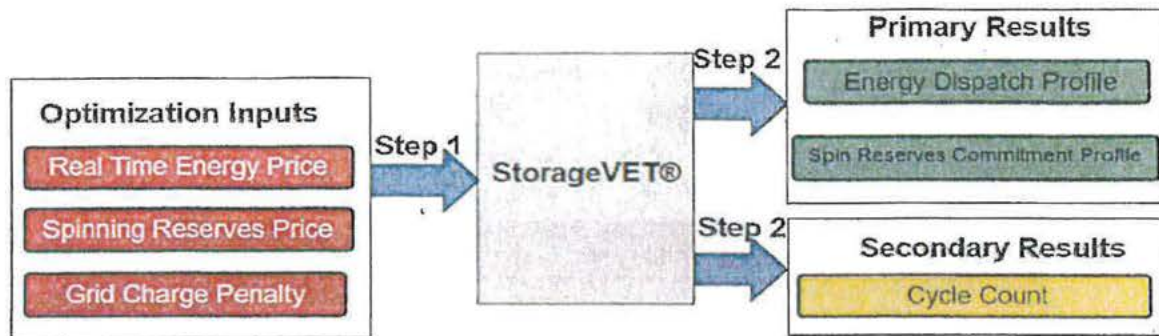 Optimization Inputs
Real Time Energy Price
Spinning Reserves Price
Grid Charge Penalty
Step 1
StorageVET®
Step 2
Primary Results
Energy Dispatch Profile
Spin Reserves Commitment Profile
Step 2
Secondary Results
Cycle Count